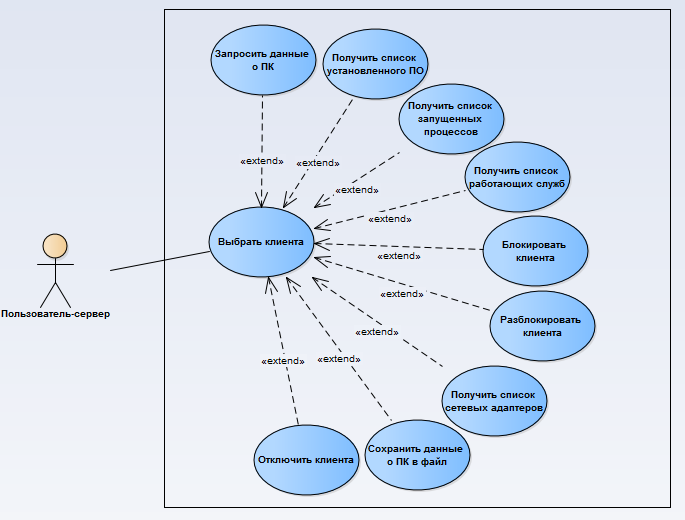 Запросить данные
о ПК
Получить список
установленного ПО
Получить список
запущенных
процессов
Получить список
работающих служб
«extend»
«extend»
«extend»
«extend»
Выбрать клиента
Блокировать
клиента
«extend»
Пользователь-сервер
«extend»
Разблокировать
клиента
«extend»
«extend»
«extend»
Получить список
сетевых адаптеров
Отключить клиента
Сохранить данные
о ПК в файл